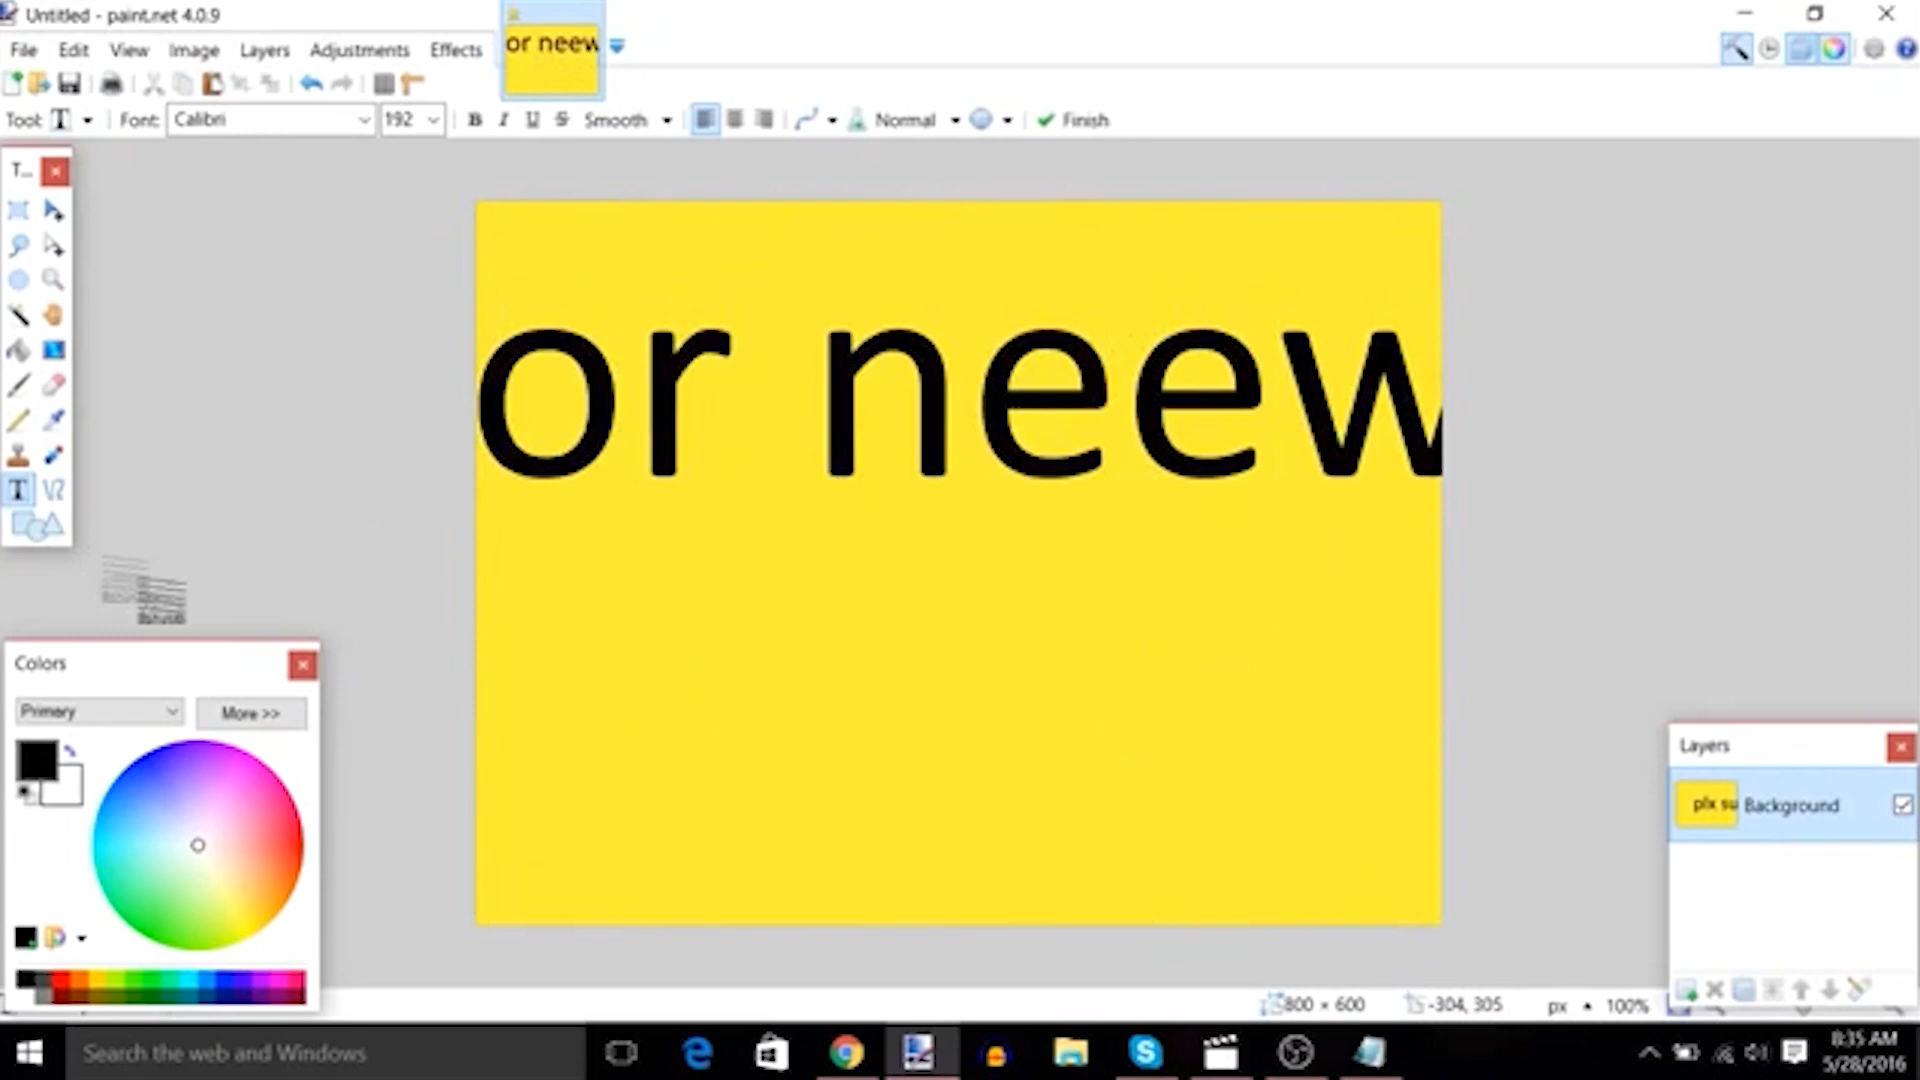 Untitled - paint.net 4.0.9
File Edit View Image Layers Adjustments Effects
or neew
Tool: T Font: Calibri 192 B I U S Smooth Normal Finish
T...
or neew
Colors
Primary More >>
Layers
plx su Background
800 × 600 -304, 305 px 100%
Search the web and Windows
8:35 AM
5/28/2016